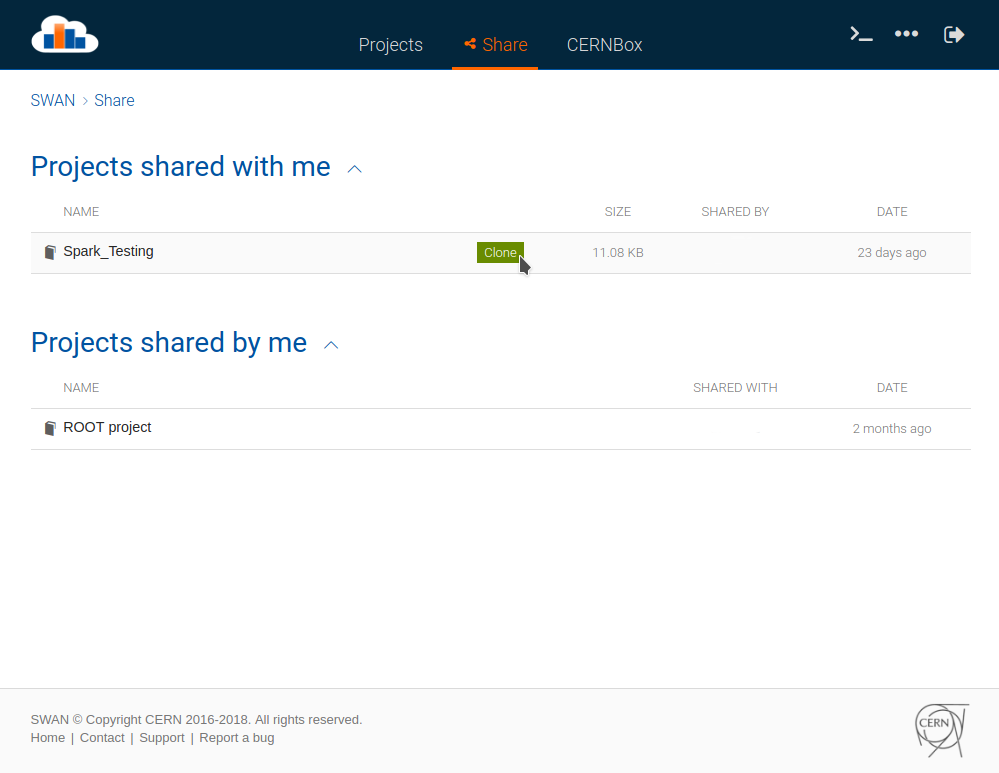 Projects Share CERNBox
SWAN > Share
Projects shared with me
NAME SIZE SHARED BY DATE
Spark_Testing Clone 11.08 KB 23 days ago
Projects shared by me
NAME SHARED WITH DATE
ROOT project 2 months ago
SWAN © Copyright CERN 2016-2018. All rights reserved.
Home | Contact | Support | Report a bug
CERN